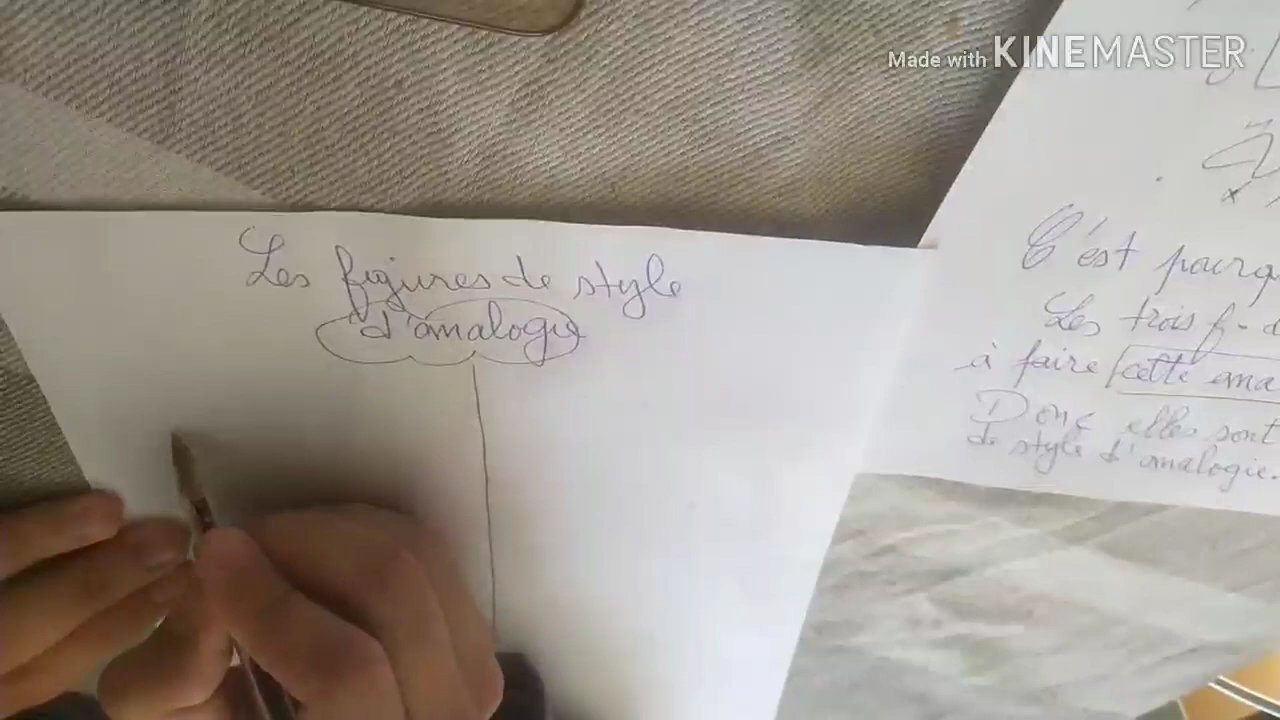 Made with KINEMASTER
Les figures de style
d'analogie
C'est
Les trois f-d
à faire cette ana
Donc elles sont
de style d'analogie.